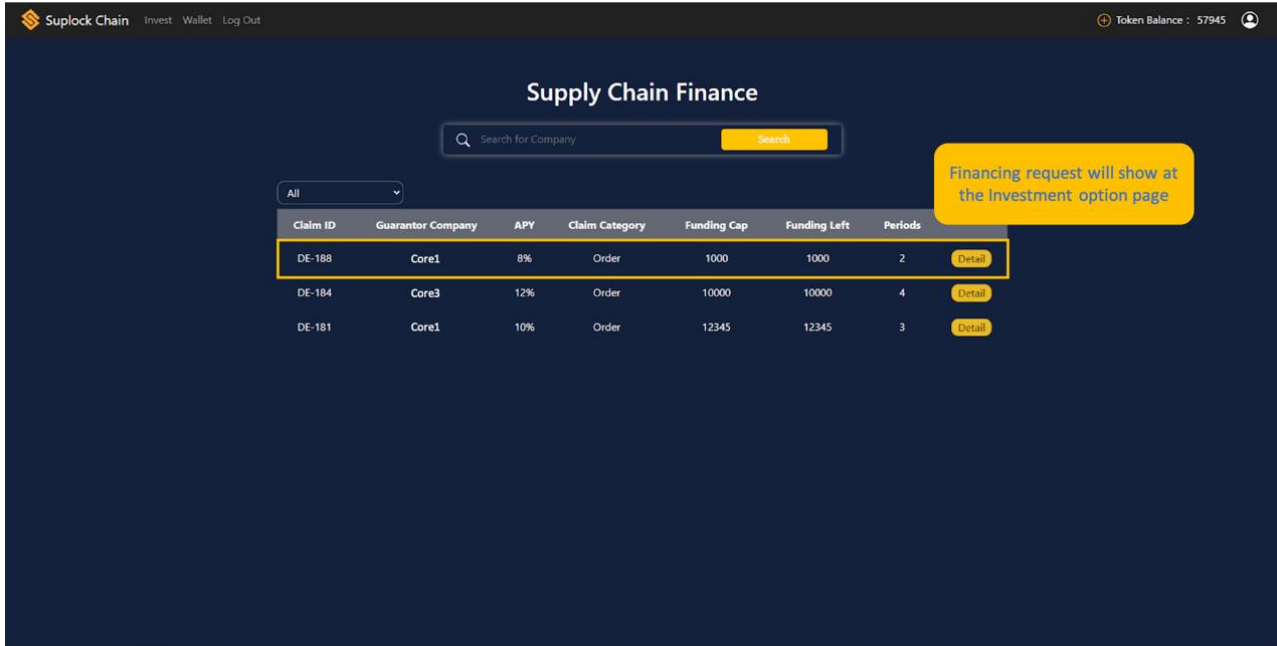 Suplock Chain Invest Wallet Log Out Token Balance : 57945
Supply Chain Finance
Search for Company Search
Financing request will show at
the Investment option page
All
Claim ID Guarantor Company APY Claim Category Funding Cap Funding Left Periods
DE-188 Core1 8% Order 1000 1000 2 Detail
DE-184 Core3 12% Order 10000 10000 4 Detail
DE-181 Core1 10% Order 12345 12345 3 Detail